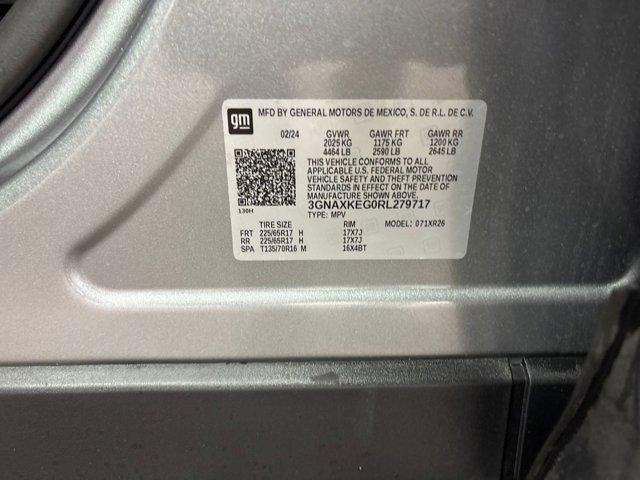 gm MFD BY GENERAL MOTORS DE MEXICO, S. DE R.L. DE C.V.
02/24 GVWR GAWR FRT GAWR RR
2025 KG 1175 KG 1200 KG
4464 LB 2590 LB 2645 LB
THIS VEHICLE CONFORMS TO ALL
APPLICABLE U.S. FEDERAL MOTOR
VEHICLE SAFETY AND THEFT PREVENTION
STANDARDS IN EFFECT ON THE DATE OF
MANUFACTURE SHOWN ABOVE.
3GNAXKEG0RL279717
130H TYPE: MPV
TIRE SIZE RIM MODEL: 071XR26
FRT 225/65R17 H 17X7J
RR 225/65R17 H 17X7J
SPA T135/70R16 M 16X4BT